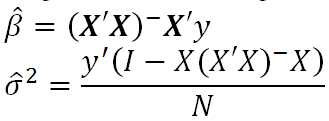 β̂ = (X′X)⁻X′y
σ̂² = y′(I − X(X′X)⁻X) / N